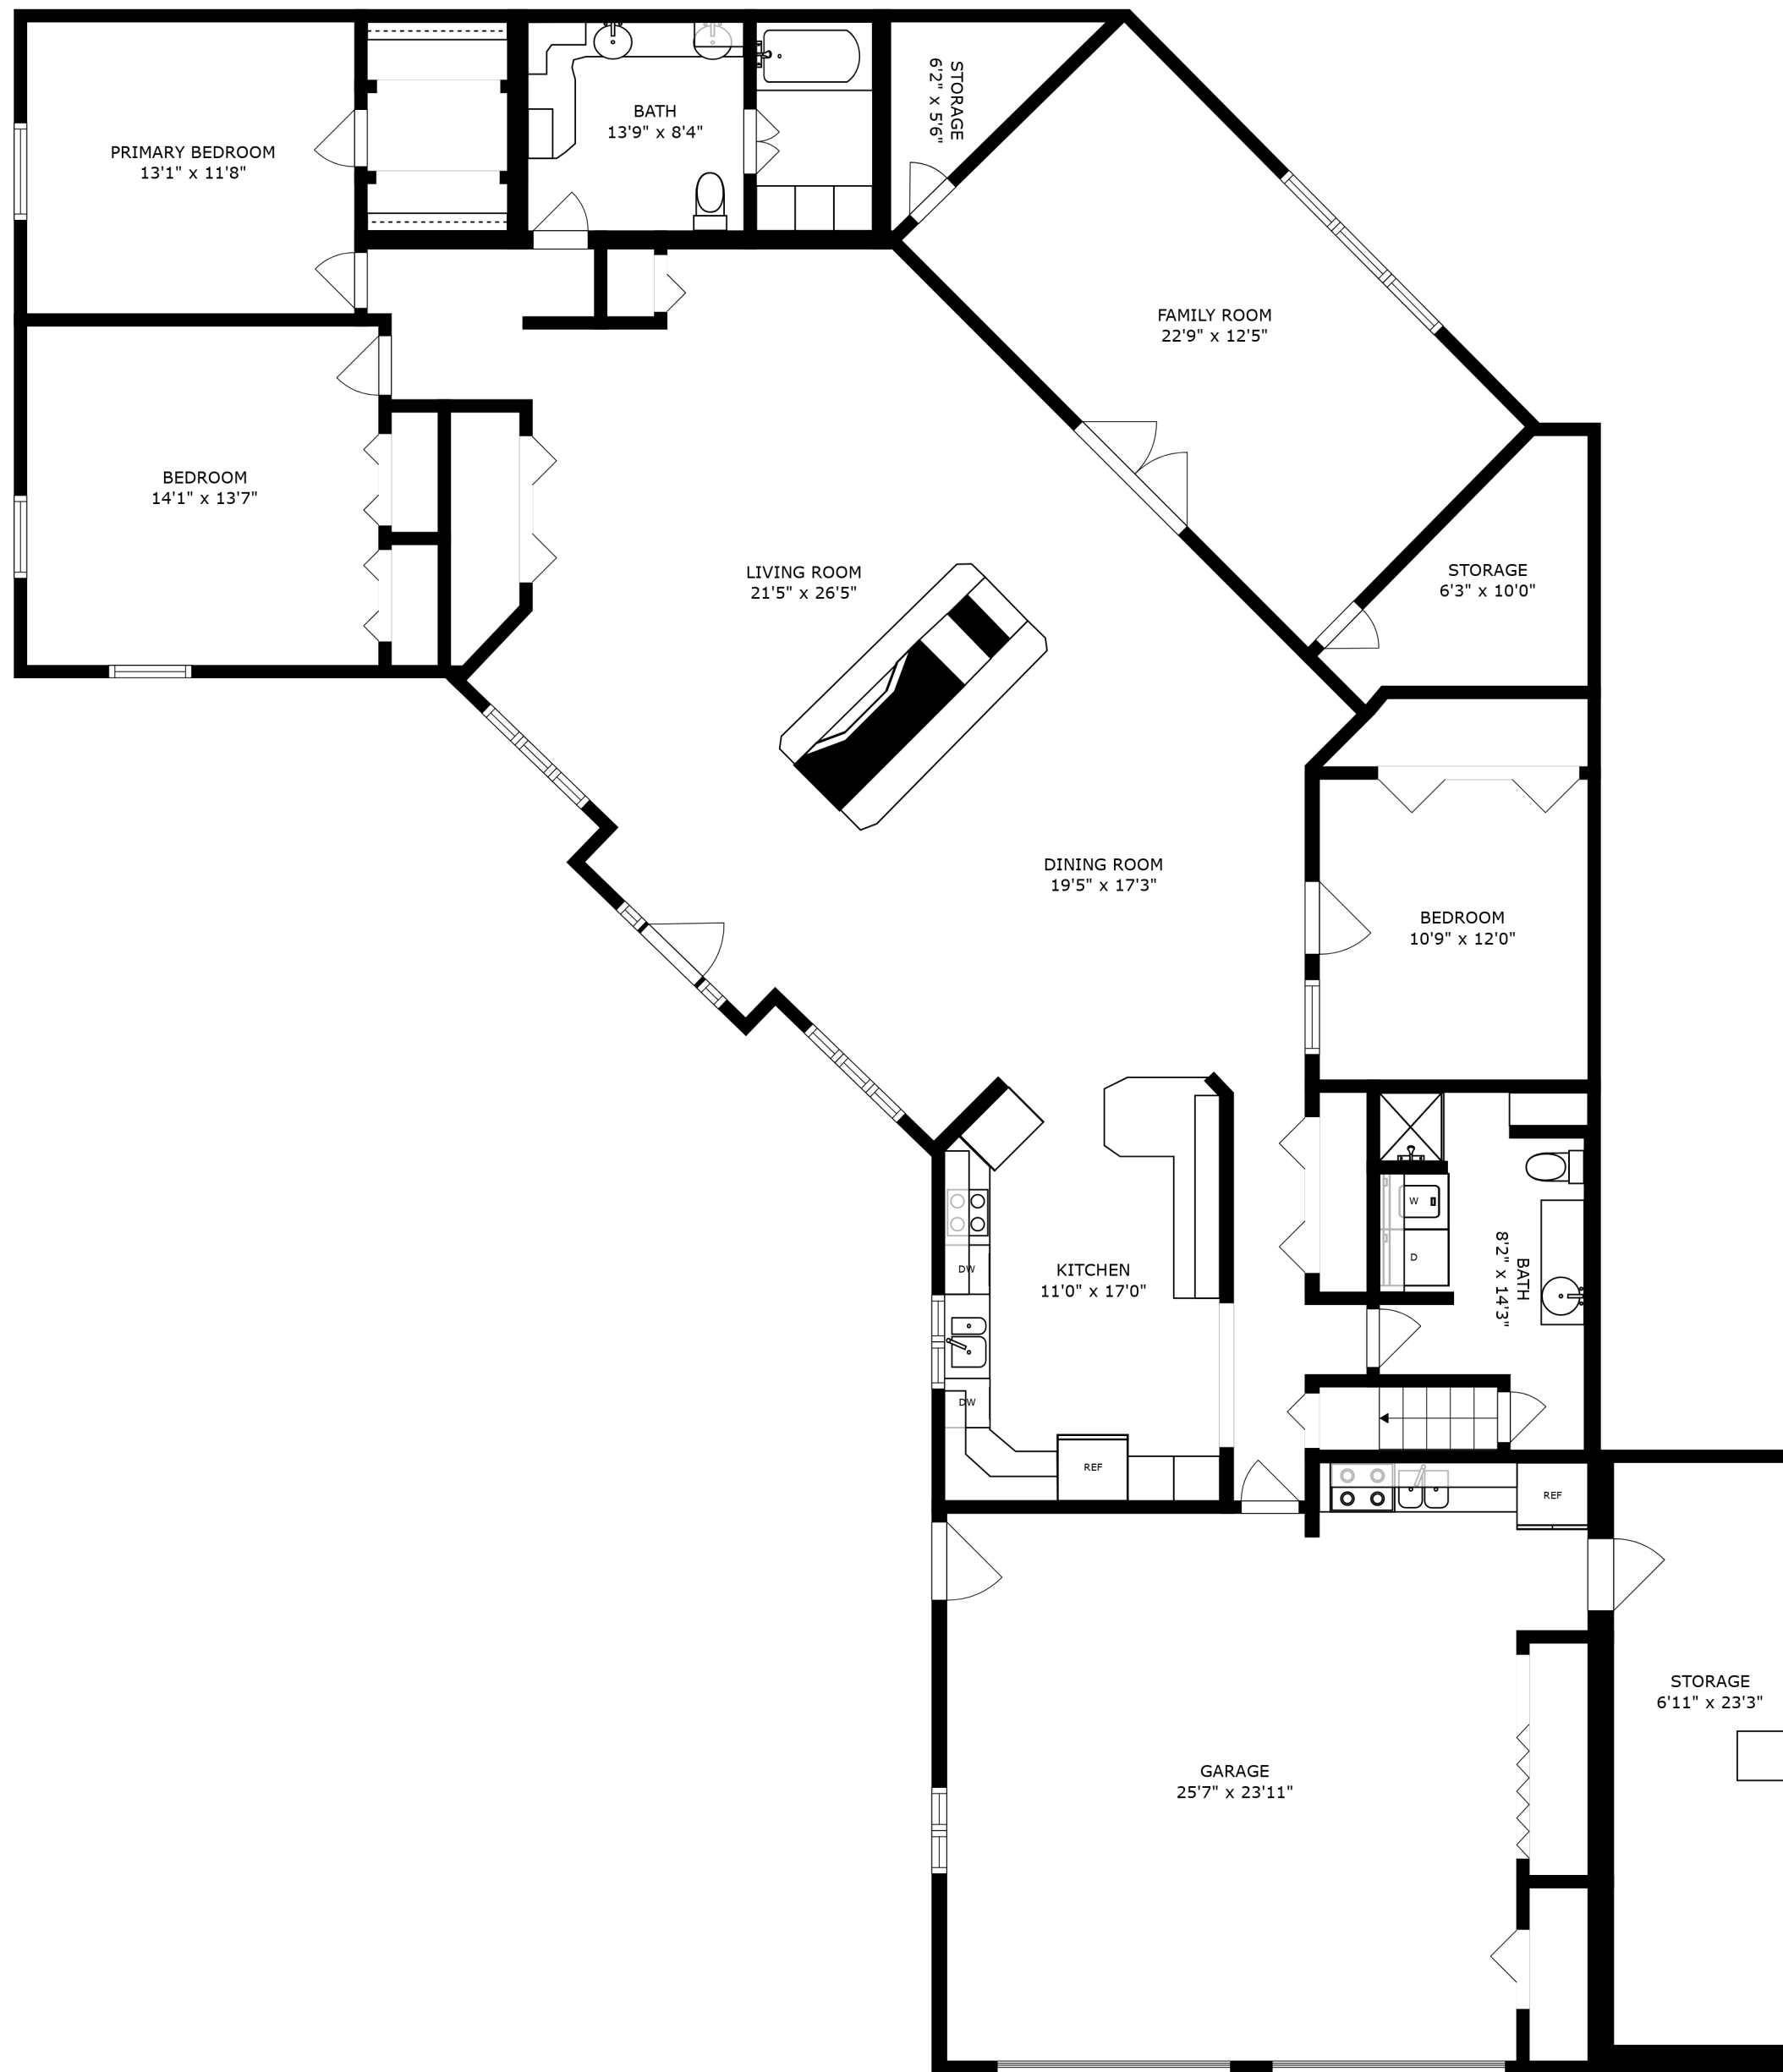 PRIMARY BEDROOM
13'1" x 11'8"
BATH
13'9" x 8'4"
STORAGE
6'2" x 5'6"
FAMILY ROOM
22'9" x 12'5"
BEDROOM
14'1" x 13'7"
LIVING ROOM
21'5" x 26'5"
STORAGE
6'3" x 10'0"
DINING ROOM
19'5" x 17'3"
BEDROOM
10'9" x 12'0"
W
D
BATH
8'2" x 14'3"
DW
KITCHEN
11'0" x 17'0"
DW
REF
REF
STORAGE
6'11" x 23'3"
GARAGE
25'7" x 23'11"